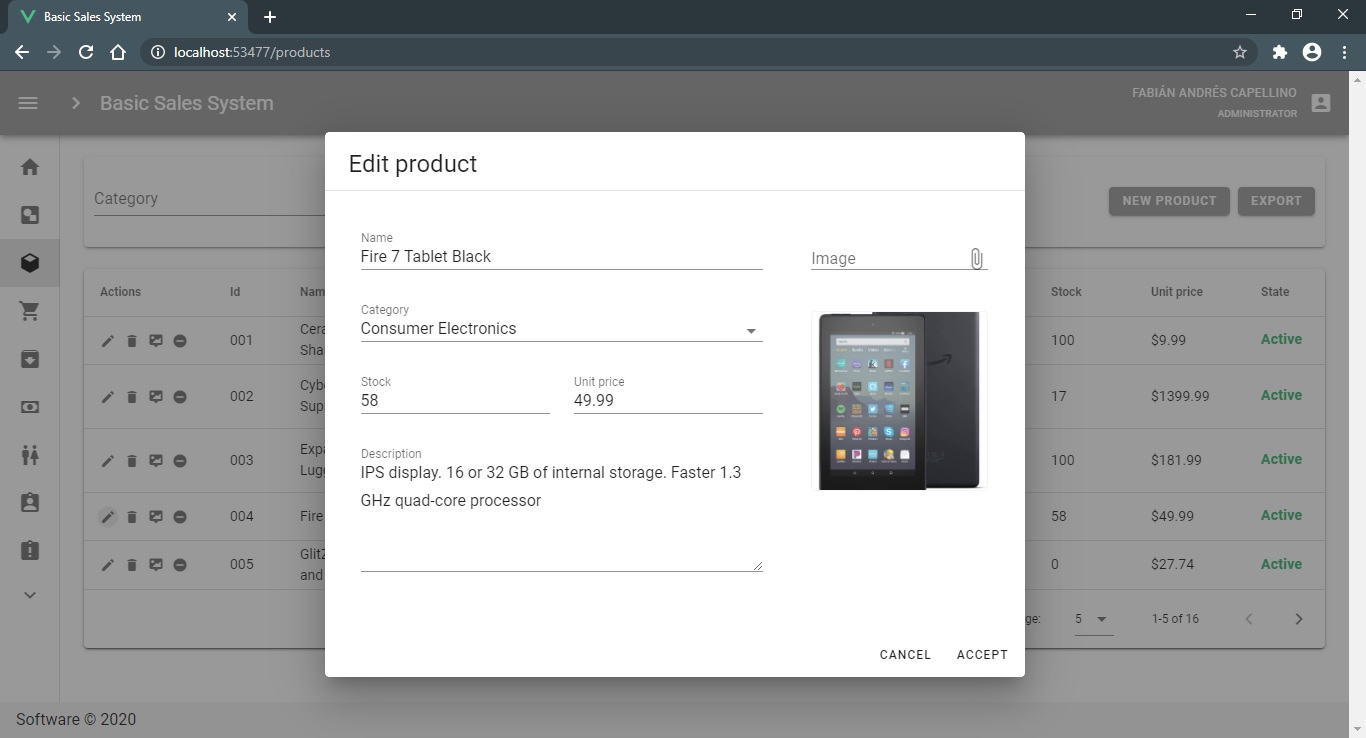 Basic Sales System
localhost:53477/products
Basic Sales System
FABIÁN ANDRÉS CAPELLINO
ADMINISTRATOR
Category
NEW PRODUCT
EXPORT
Actions Id Nam Stock Unit price State
001 Cera
Sha 100 $9.99 Active
002 Cybe
Sup 17 $1399.99 Active
003 Expa
Lugg 100 $181.99 Active
004 Fire 58 $49.99 Active
005 Glit
and 0 $27.74 Active
ge: 5 1-5 of 16
Edit product
Name
Fire 7 Tablet Black
Image
Category
Consumer Electronics
Stock
58
Unit price
49.99
Description
IPS display. 16 or 32 GB of internal storage. Faster 1.3
GHz quad-core processor
CANCEL
ACCEPT
Software © 2020